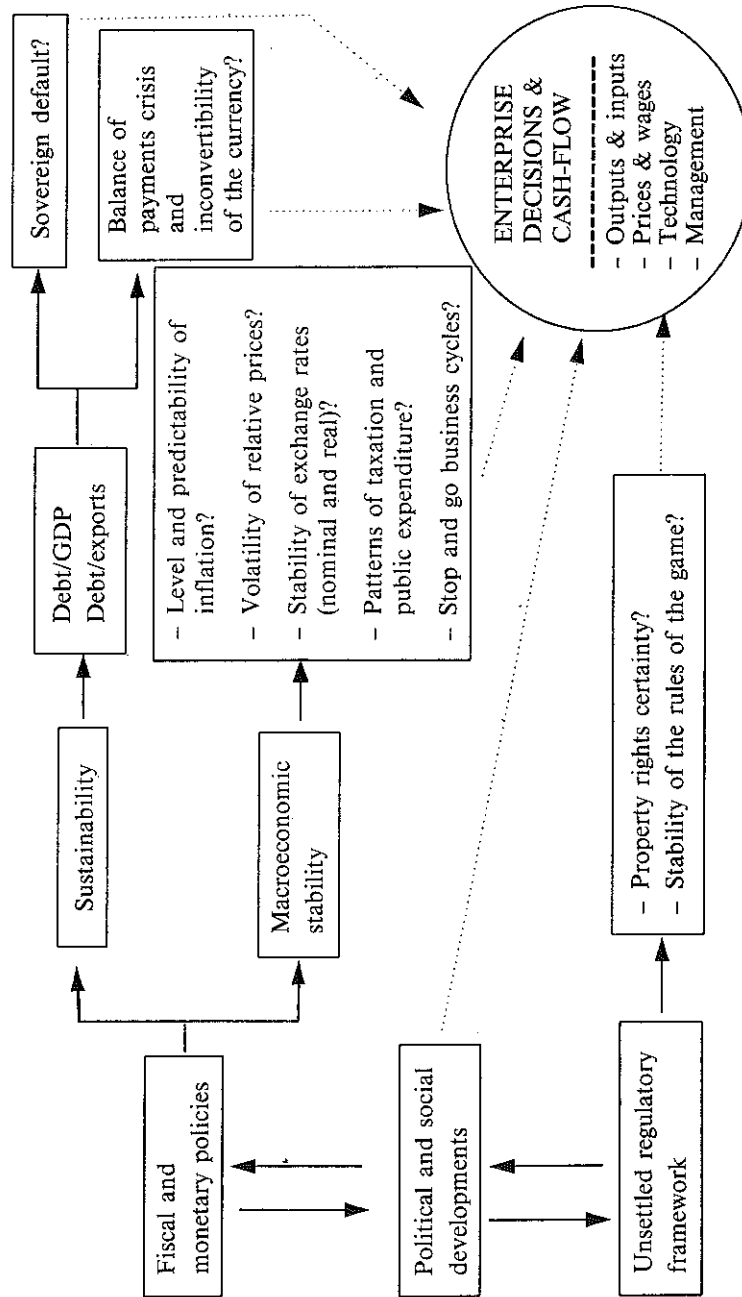 Fiscal and
monetary policies
Political and social
developments
Unsettled regulatory
framework
Sustainability
Macroeconomic
stability
Debt/GDP
Debt/exports
– Level and predictability of
inflation?
– Volatility of relative prices?
– Stability of exchange rates
(nominal and real)?
– Patterns of taxation and
public expenditure?
– Stop and go business cycles?
– Property rights certainty?
– Stability of the rules of the game?
Sovereign default?
Balance of
payments crisis
and
inconvertibility
of the currency?
ENTERPRISE
DECISIONS &
CASH-FLOW
– Outputs & inputs
– Prices & wages
– Technology
– Management